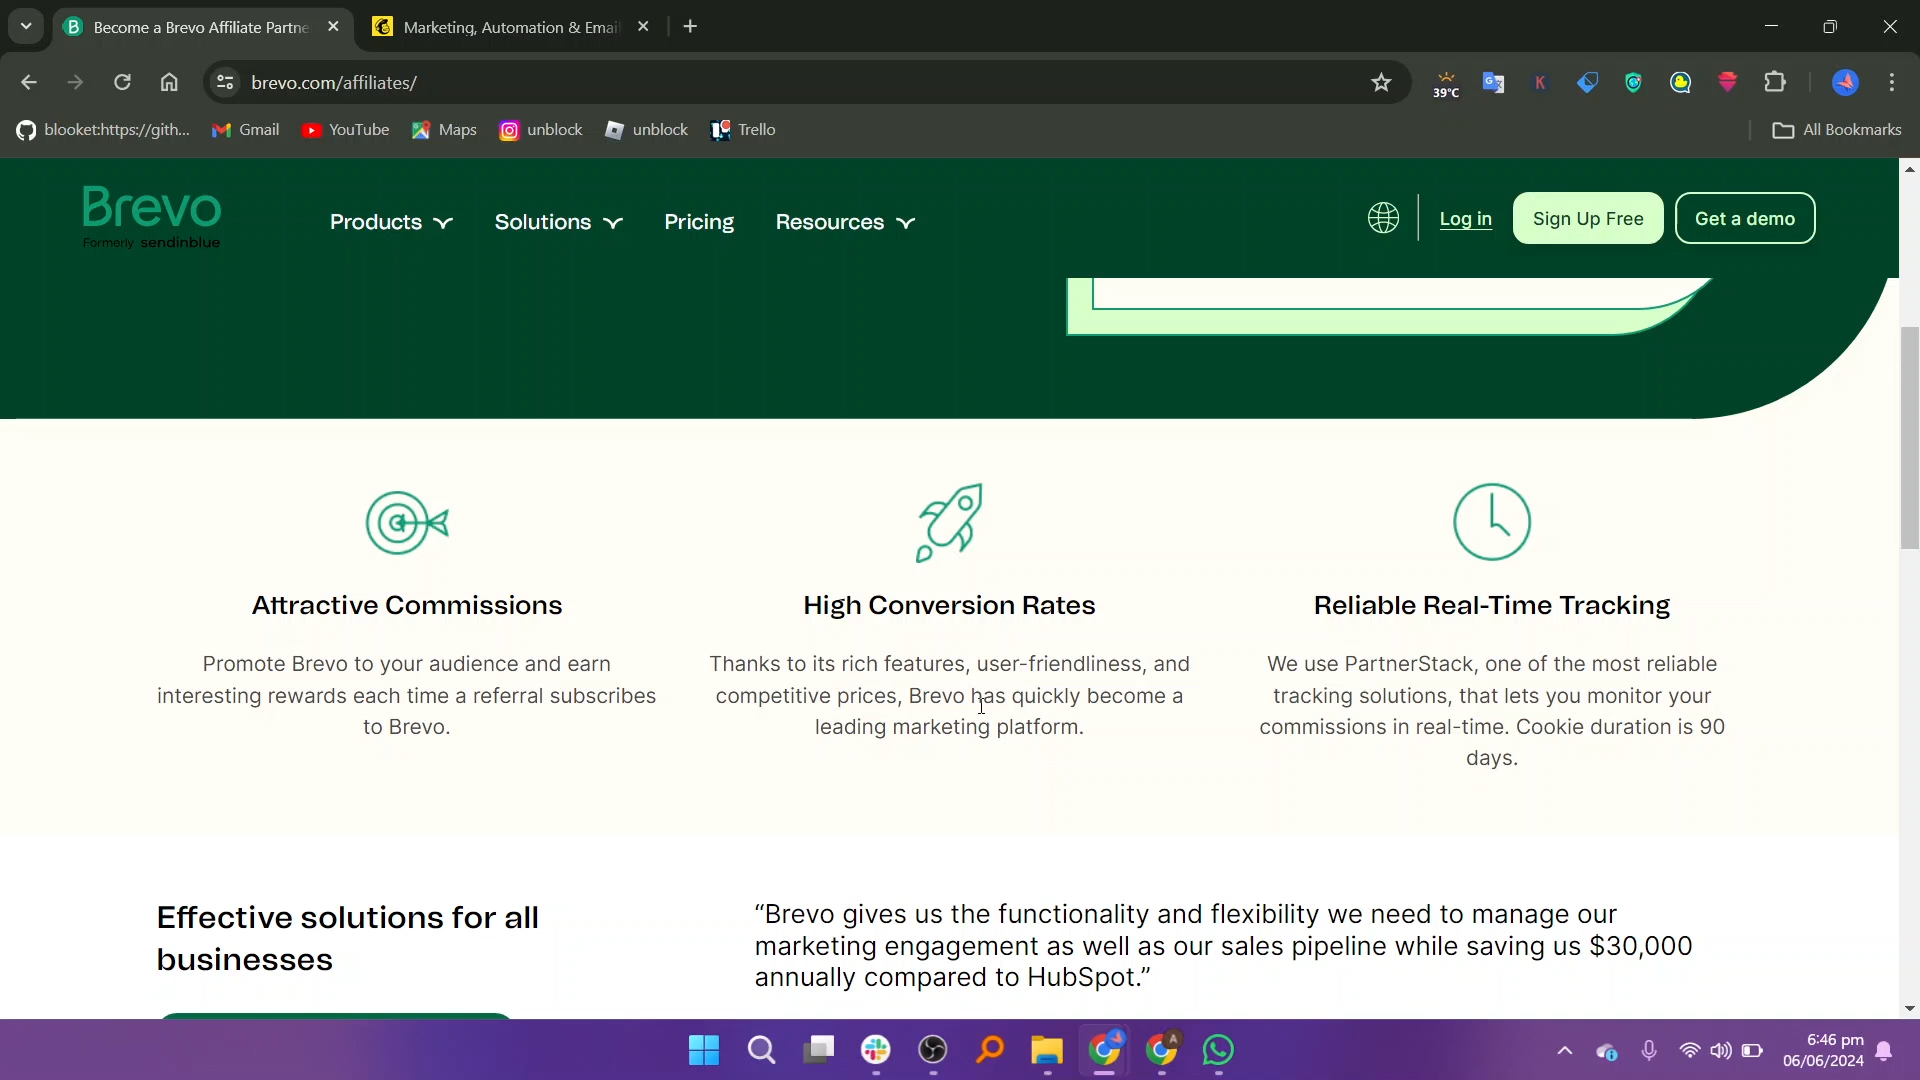 Become a Brevo Affiliate Partne
Marketing, Automation & Emai
brevo.com/affiliates/
39°C
K
blooket:https://gith...
Gmail
YouTube
Maps
unblock
unblock
Trello
All Bookmarks
Brevo
Formerly sendinblue
Products
Solutions
Pricing
Resources
Log in
Sign Up Free
Get a demo
Attractive Commissions
Promote Brevo to your audience and earn
interesting rewards each time a referral subscribes
to Brevo.
High Conversion Rates
Thanks to its rich features, user-friendliness, and
competitive prices, Brevo has quickly become a
leading marketing platform.
Reliable Real-Time Tracking
We use PartnerStack, one of the most reliable
tracking solutions, that lets you monitor your
commissions in real-time. Cookie duration is 90
days.
Effective solutions for all
businesses
“Brevo gives us the functionality and flexibility we need to manage our
marketing engagement as well as our sales pipeline while saving us $30,000
annually compared to HubSpot.”
6:46 pm
06/06/2024